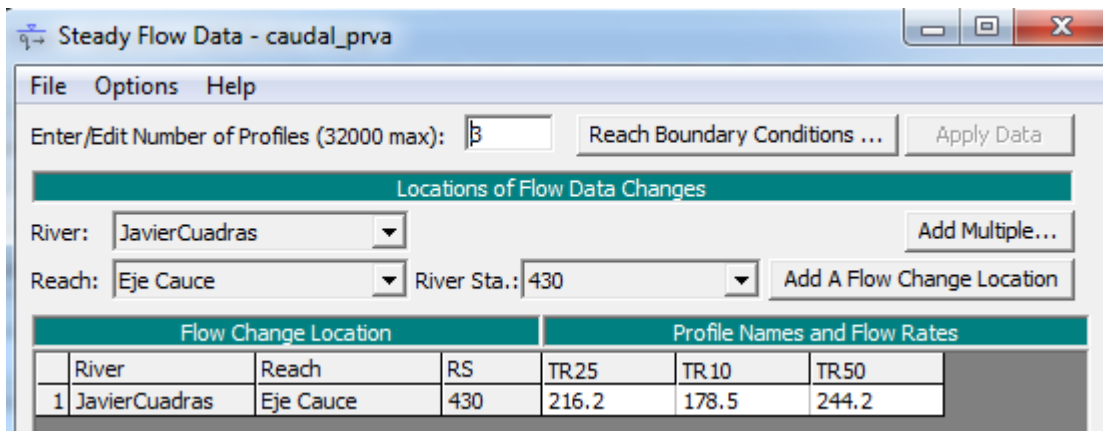 Steady Flow Data - caudal_prva
File Options Help
Enter/Edit Number of Profiles (32000 max): 3 Reach Boundary Conditions ... Apply Data
Locations of Flow Data Changes
River: JavierCuadras Add Multiple...
Reach: Eje Cauce River Sta.: 430 Add A Flow Change Location
Flow Change Location Profile Names and Flow Rates
River Reach RS TR25 TR10 TR50
1 JavierCuadras Eje Cauce 430 216.2 178.5 244.2